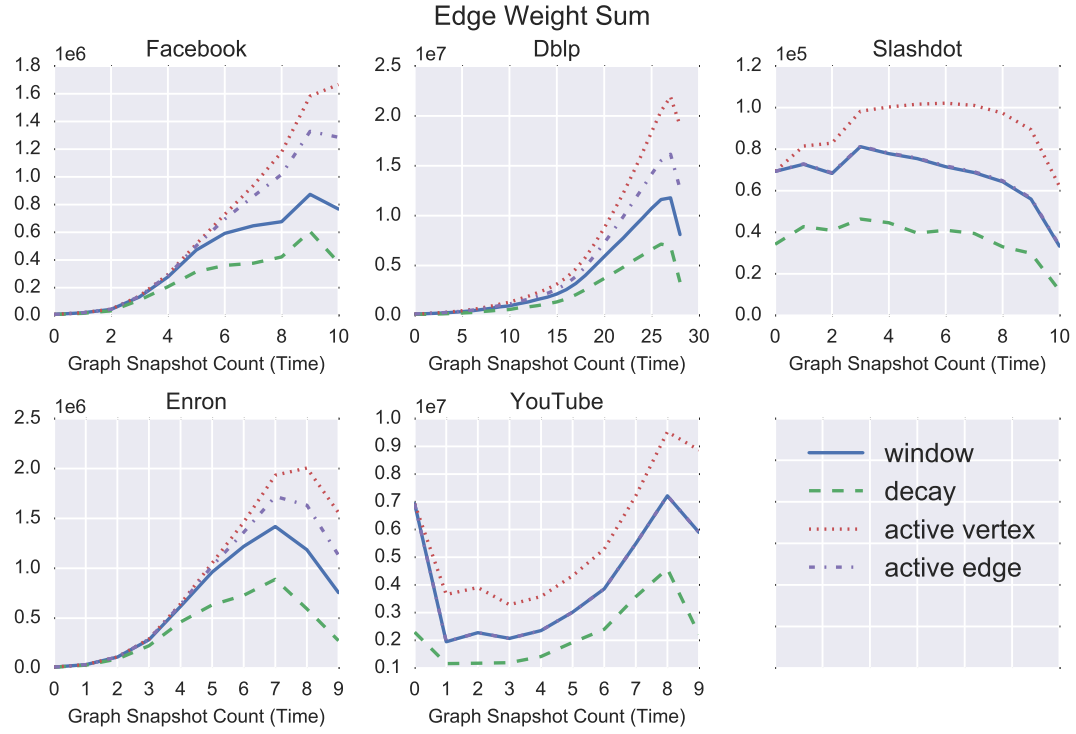 Edge Weight Sum
Facebook
Dblp
Slashdot
1e6
1e7
1e5
1.8
1.6
1.4
1.2
1.0
0.8
0.6
0.4
0.2
0.0
0 2 4 6 8 10
Graph Snapshot Count (Time)
2.5
2.0
1.5
1.0
0.5
0.0
0 5 10 15 20 25 30
Graph Snapshot Count (Time)
1.2
1.0
0.8
0.6
0.4
0.2
0.0
0 2 4 6 8 10
Graph Snapshot Count (Time)
Enron
1e6
2.5
2.0
1.5
1.0
0.5
0.0
0 1 2 3 4 5 6 7 8 9
Graph Snapshot Count (Time)
YouTube
1e7
1.0
0.9
0.8
0.7
0.6
0.5
0.4
0.3
0.2
0.1
0 1 2 3 4 5 6 7 8 9
Graph Snapshot Count (Time)
window
decay
active vertex
active edge